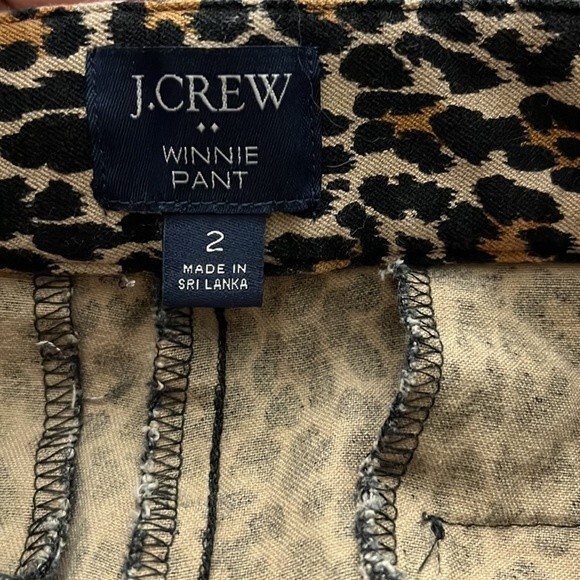 J.CREW
WINNIE
PANT
2
MADE IN
SRI LANKA